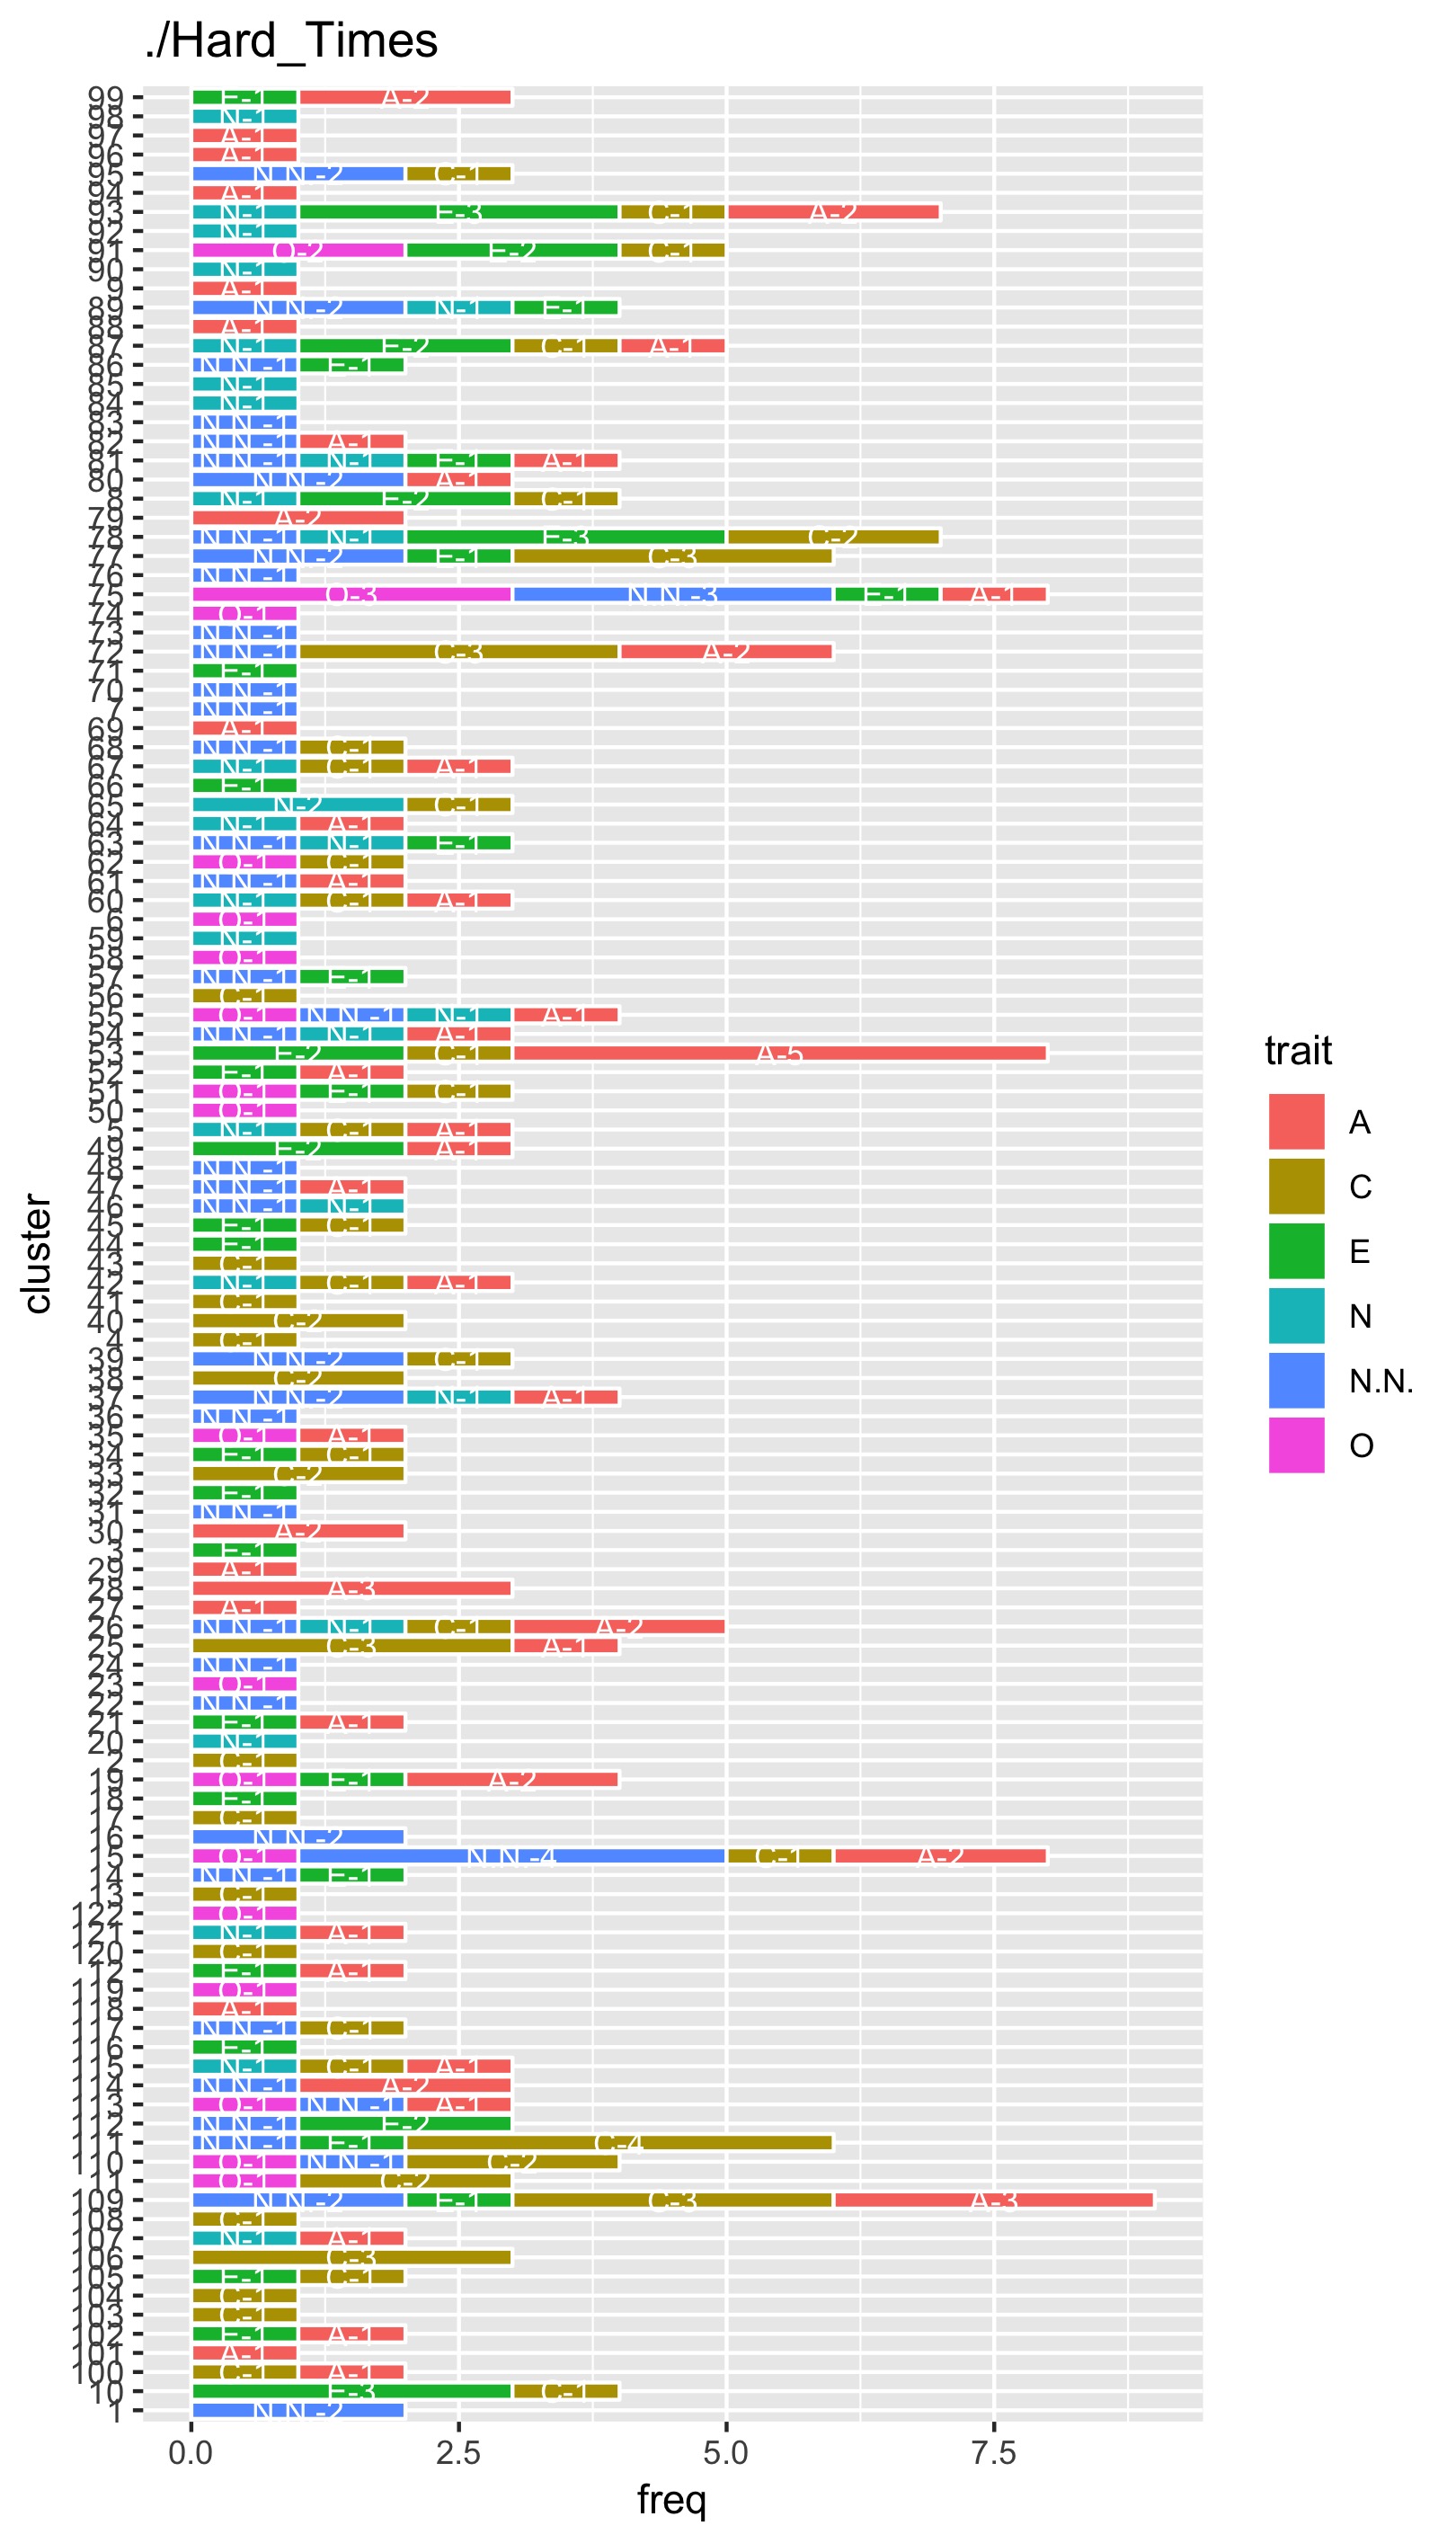 ./Hard_Times
99 E-1 A-2
98 N-1
97 A-1
96 A-1
95 N.N.-2 C-1
94 A-1
93 N-1 E-3 C-1 A-2
92 N-1
91 O-2 E-2 C-1
90 N-1
9 A-1
89 N.N.-2 N-1 E-1
88 A-1
87 N-1 E-2 C-1 A-1
86 N.N.-1 E-1
85 N-1
84 N-1
83 N.N.-1
82 N.N.-1 A-1
81 N.N.-1 N-1 E-1 A-1
80 N.N.-2 A-1
8 N-1 E-2 C-1
79 A-2
78 N.N.-1 N-1 E-3 C-2
77 N.N.-2 E-1 C-3
76 N.N.-1
75 O-3 N.N.-3 E-1 A-1
74 O-1
73 N.N.-1
72 N.N.-1 C-3 A-2
71 E-1
70 N.N.-1
7 N.N.-1
69 A-1
68 N.N.-1 C-1
67 N-1 C-1 A-1
66 E-1
65 N-2 C-1
64 N-1 A-1
63 N.N.-1 N-1 E-1
62 O-1 C-1
61 N.N.-1 A-1
60 N-1 C-1 A-1
6 O-1
59 N-1
58 O-1
57 N.N.-1 E-1
56 C-1
55 O-1 N.N.-1 N-1 A-1
54 N.N.-1 N-1 A-1
53 E-2 C-1 A-5
52 E-1 A-1
51 O-1 E-1 C-1
50 O-1
5 N-1 C-1 A-1
49 E-2 A-1
48 N.N.-1
47 N.N.-1 A-1
46 N.N.-1 N-1
45 E-1 C-1
44 E-1
43 C-1
42 N-1 C-1 A-1
41 C-1
40 C-2
4 C-1
39 N.N.-2 C-1
38 C-2
37 N.N.-2 N-1 A-1
36 N.N.-1
35 O-1 A-1
34 E-1 C-1
33 C-2
32 E-1
31 N.N.-1
30 A-2
3 E-1
29 A-1
28 A-3
27 A-1
26 N.N.-1 N-1 C-1 A-2
25 C-3 A-1
24 N.N.-1
23 O-1
22 N.N.-1
21 E-1 A-1
20 N-1
2 C-1
19 O-1 E-1 A-2
18 E-1
17 C-1
16 N.N.-2
15 O-1 N.N.-4 C-1 A-2
14 N.N.-1 E-1
13 C-1
122 O-1
121 N-1 A-1
120 C-1
12 E-1 A-1
119 O-1
118 A-1
117 N.N.-1 C-1
116 E-1
115 N-1 C-1 A-1
114 N.N.-1 A-2
113 O-1 N.N.-1 A-1
112 N.N.-1 E-2
111 N.N.-1 E-1 C-4
110 O-1 N.N.-1 C-2
11 O-1 C-2
109 N.N.-2 E-1 C-3 A-3
108 C-1
107 N-1 A-1
106 C-3
105 E-1 C-1
104 C-1
103 C-1
102 E-1 A-1
101 A-1
100 C-1 A-1
10 E-3 C-1
1 N.N.-2
0.0 2.5 5.0 7.5
freq
cluster
trait
A
C
E
N
N.N.
O